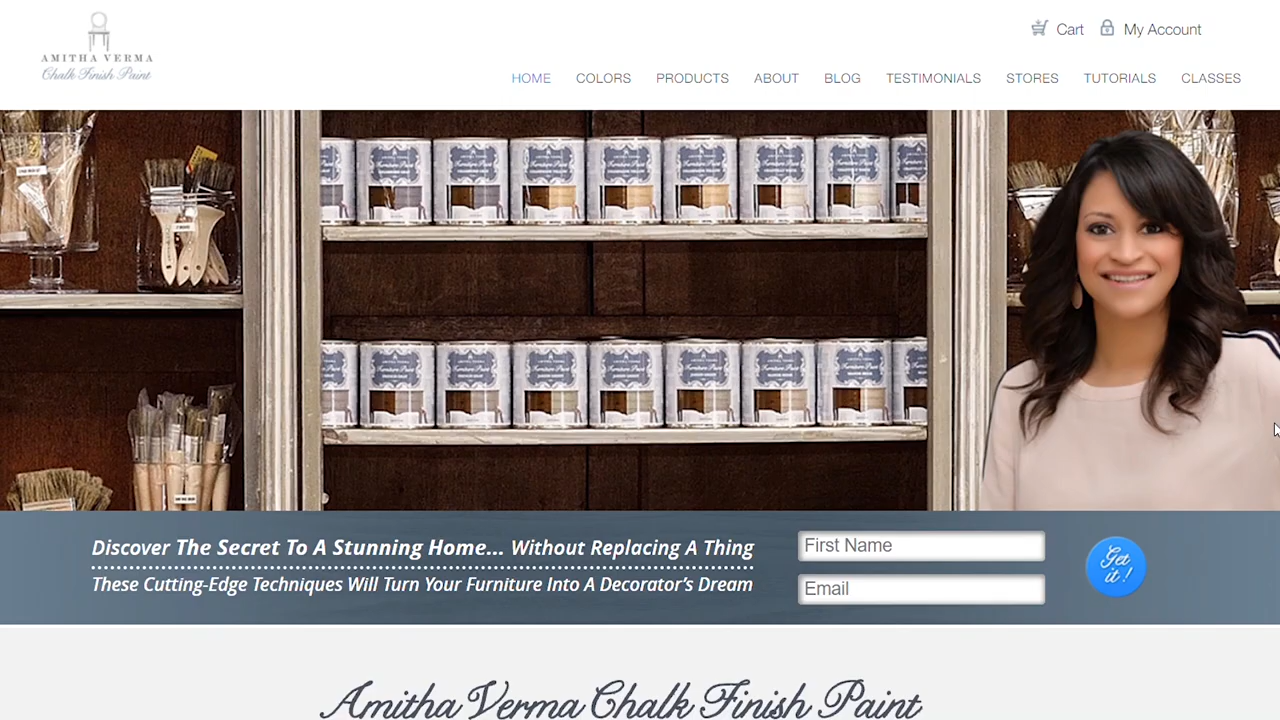 AMITHA VERMA
Chalk Finish Paint
Cart
My Account
HOME
COLORS
PRODUCTS
ABOUT
BLOG
TESTIMONIALS
STORES
TUTORIALS
CLASSES
Discover The Secret To A Stunning Home... Without Replacing A Thing
These Cutting-Edge Techniques Will Turn Your Furniture Into A Decorator's Dream
First Name
Email
Get
it !
Amitha Verma Chalk Finish Paint